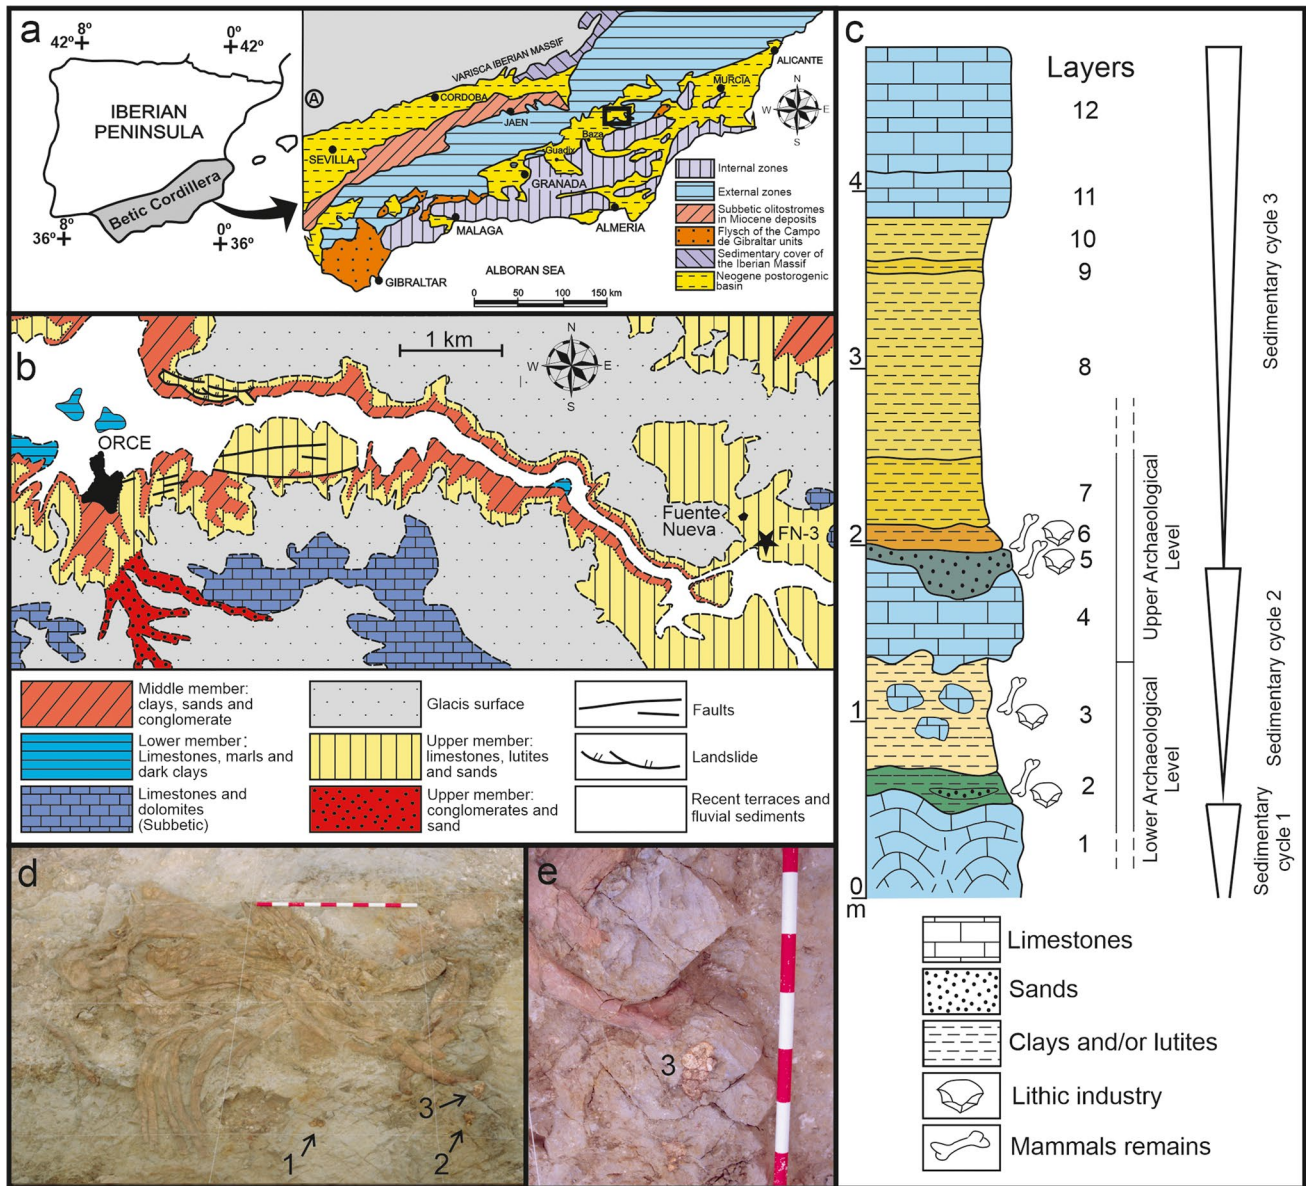 a
8º
42º
0º
42º
IBERIAN
PENINSULA
Betic Cordillera
8º
36º
0º
36º
A
VARISCA IBERIAN MASSIF
CORDOBA
JAEN
SEVILLA
Guadix
Baza
GRANADA
MALAGA
ALMERIA
MURCIA
ALICANTE
GIBRALTAR
ALBORAN SEA
N
W E
S
0 50 100 150 km
Internal zones
External zones
Subbetic olitostromes
in Miocene deposits
Flysch of the Campo
de Gibraltar units
Sedimentary cover of
the Iberian Massif
Neogene postorogenic
basin
b
1 km
N
W E
S
ORCE
Fuente
Nueva
FN-3
Middle member:
clays, sands and
conglomerate
Lower member:
Limestones, marls and
dark clays
Limestones and
dolomites
(Subbetic)
Glacis surface
Upper member:
limestones, lutites
and sands
Upper member:
conglomerates and
sand
Faults
Landslide
Recent terraces and
fluvial sediments
c
Layers
12
11
10
9
8
7
6
5
4
3
2
1
4
3
2
1
0
m
Upper Archaeological
Level
Lower Archaeological
Level
Sedimentary cycle 3
Sedimentary cycle 2
Sedimentary
cycle 1
Limestones
Sands
Clays and/or lutites
Lithic industry
Mammals remains
d
1
2
3
e
3